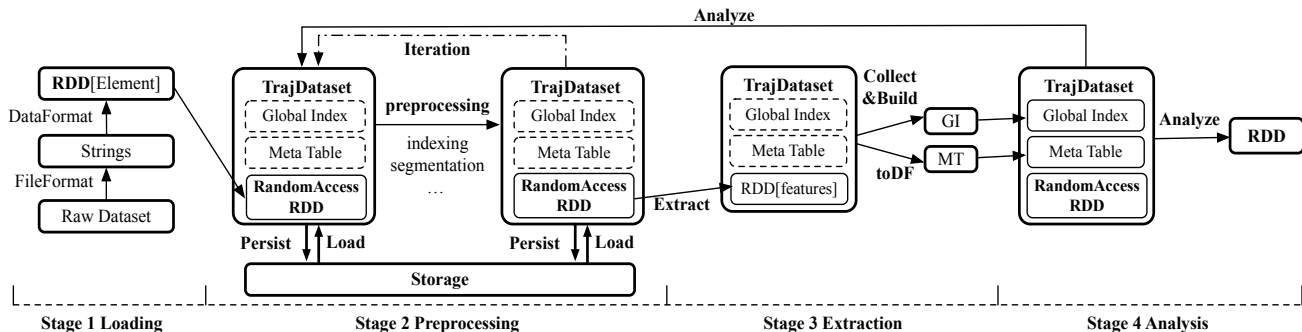 Analyze
Iteration
RDD[Element]
DataFormat
Strings
FileFormat
Raw Dataset
TrajDataset
Global Index
Meta Table
RandomAccess
RDD
preprocessing
indexing
segmentation
…
TrajDataset
Global Index
Meta Table
RandomAccess
RDD
Persist
Load
Persist
Load
Storage
Extract
TrajDataset
Global Index
Meta Table
RDD[features]
Collect
&Build
GI
MT
toDF
TrajDataset
Global Index
Meta Table
RandomAccess
RDD
Analyze
RDD
Stage 1 Loading
Stage 2 Preprocessing
Stage 3 Extraction
Stage 4 Analysis